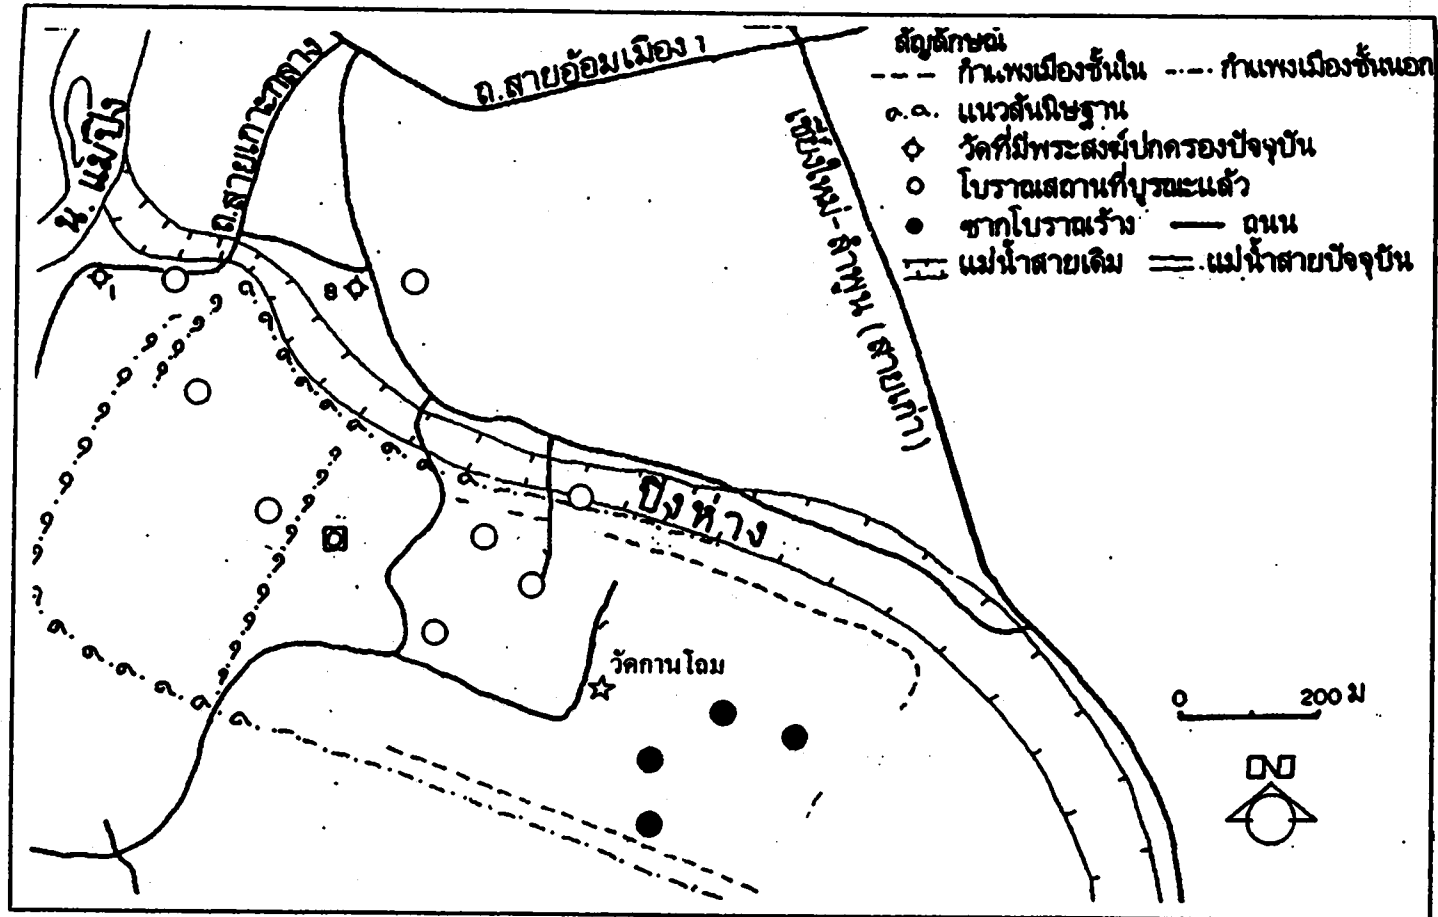 สัญลักษณ์
กำแพงเมืองชั้นใน กำแพงเมืองชั้นนอก
แนวสันนิษฐาน
วัดที่มีพระสงฆ์ปกครองปัจจุบัน
โบราณสถานที่บูรณะแล้ว
ซากโบราณร้าง ถนน
แม่น้ำสายเดิม แม่น้ำสายปัจจุบัน
น. แม่ปิง
ถ.สายเกาะกลาง
ถ.สายอ้อมเมือง
เชียงใหม่-ลำพูน (สายเก่า)
1
8
ปิงห่าง
วัดกานโถม
0 200 ม
N